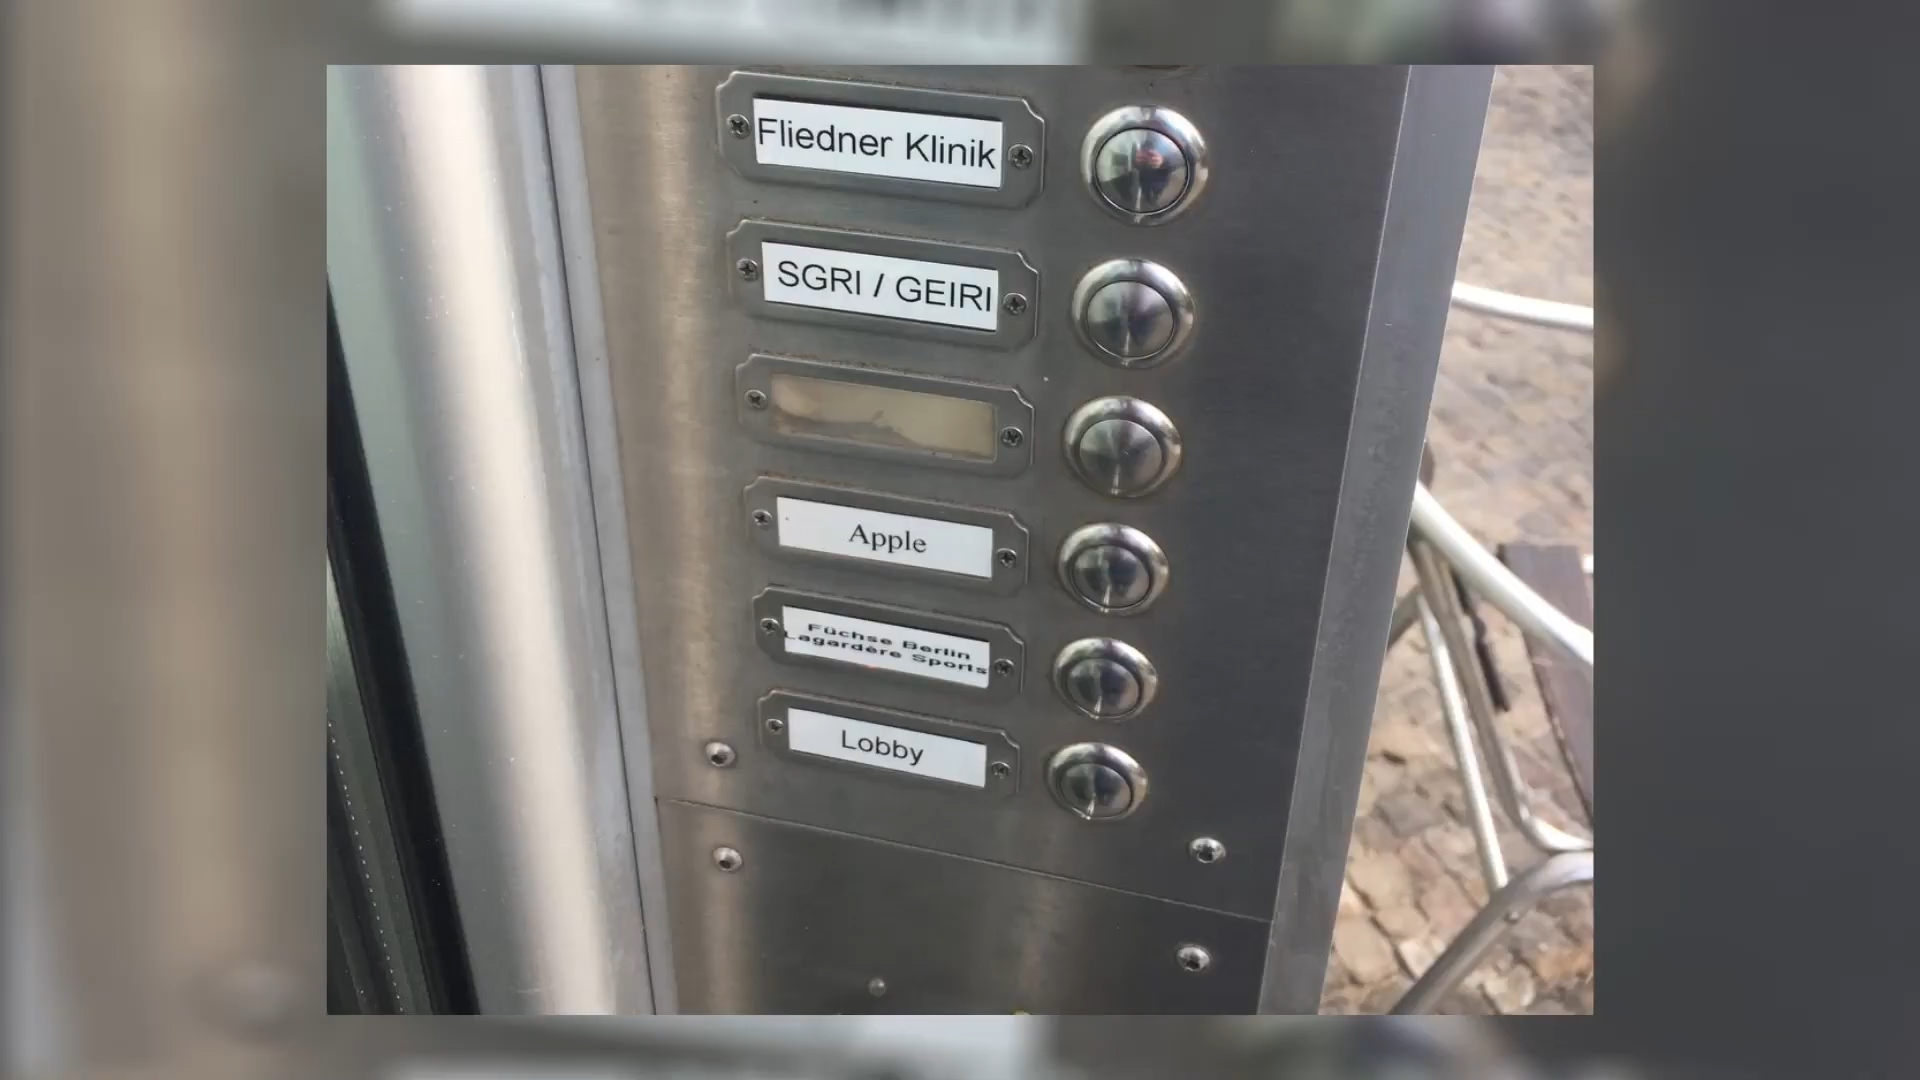 Fliedner Klinik
SGRI / GEIRI
Apple
Füchse Berlin
Lagardère Sports
Lobby